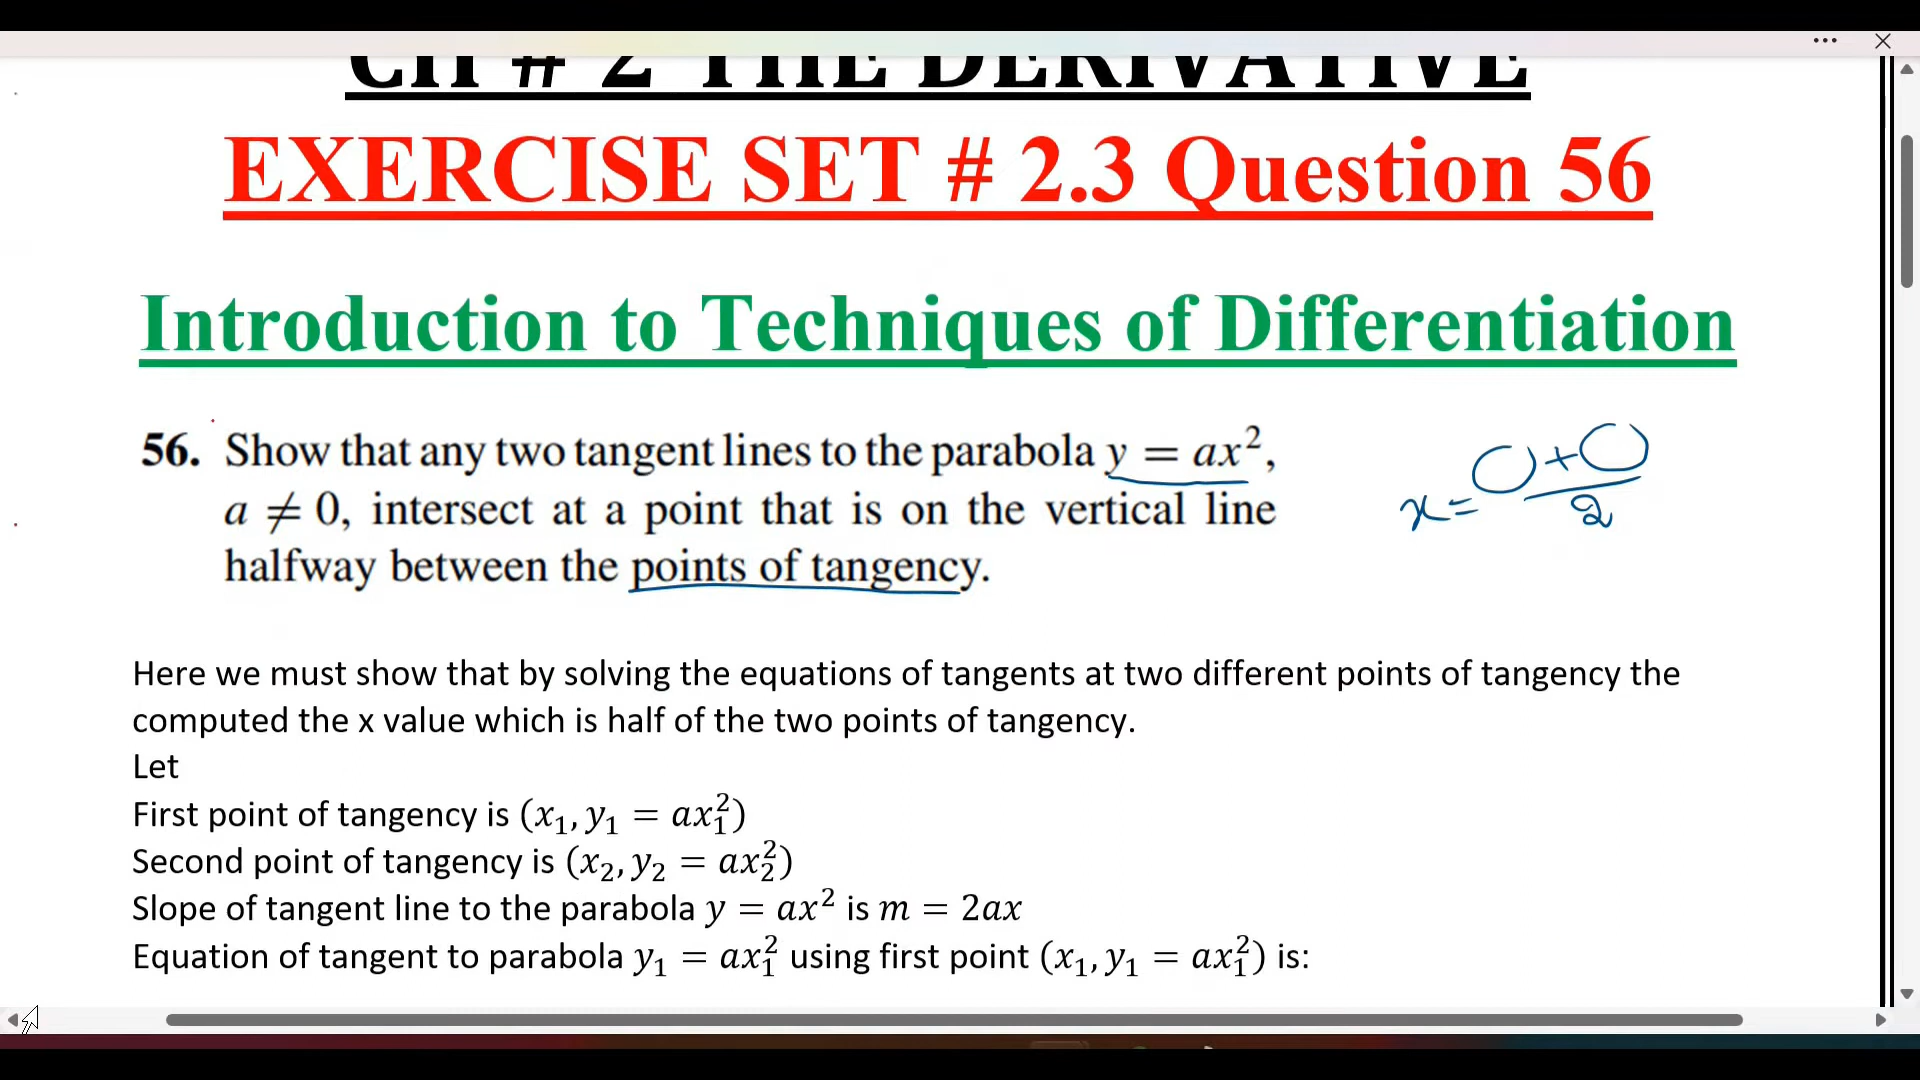 CH # 2 THE DERIVATIVE
EXERCISE SET # 2.3 Question 56
Introduction to Techniques of Differentiation
56. Show that any two tangent lines to the parabola y = ax²,
a ≠ 0, intersect at a point that is on the vertical line
halfway between the points of tangency.
x = ( ) + ( ) / 2
Here we must show that by solving the equations of tangents at two different points of tangency the
computed the x value which is half of the two points of tangency.
Let
First point of tangency is (x₁, y₁ = ax₁²)
Second point of tangency is (x₂, y₂ = ax₂²)
Slope of tangent line to the parabola y = ax² is m = 2ax
Equation of tangent to parabola y₁ = ax₁² using first point (x₁, y₁ = ax₁²) is: